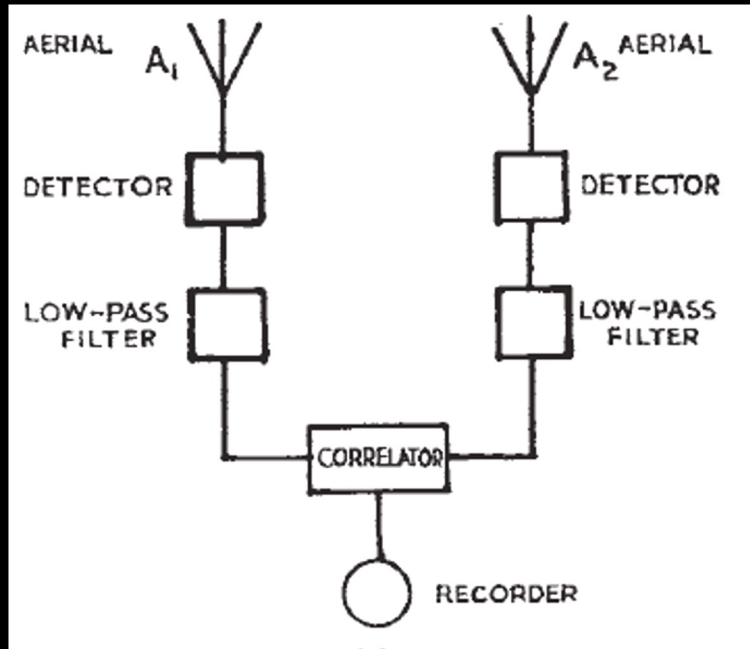 AERIAL
A₁
A₂
AERIAL
DETECTOR
DETECTOR
LOW-PASS
FILTER
LOW-PASS
FILTER
CORRELATOR
RECORDER